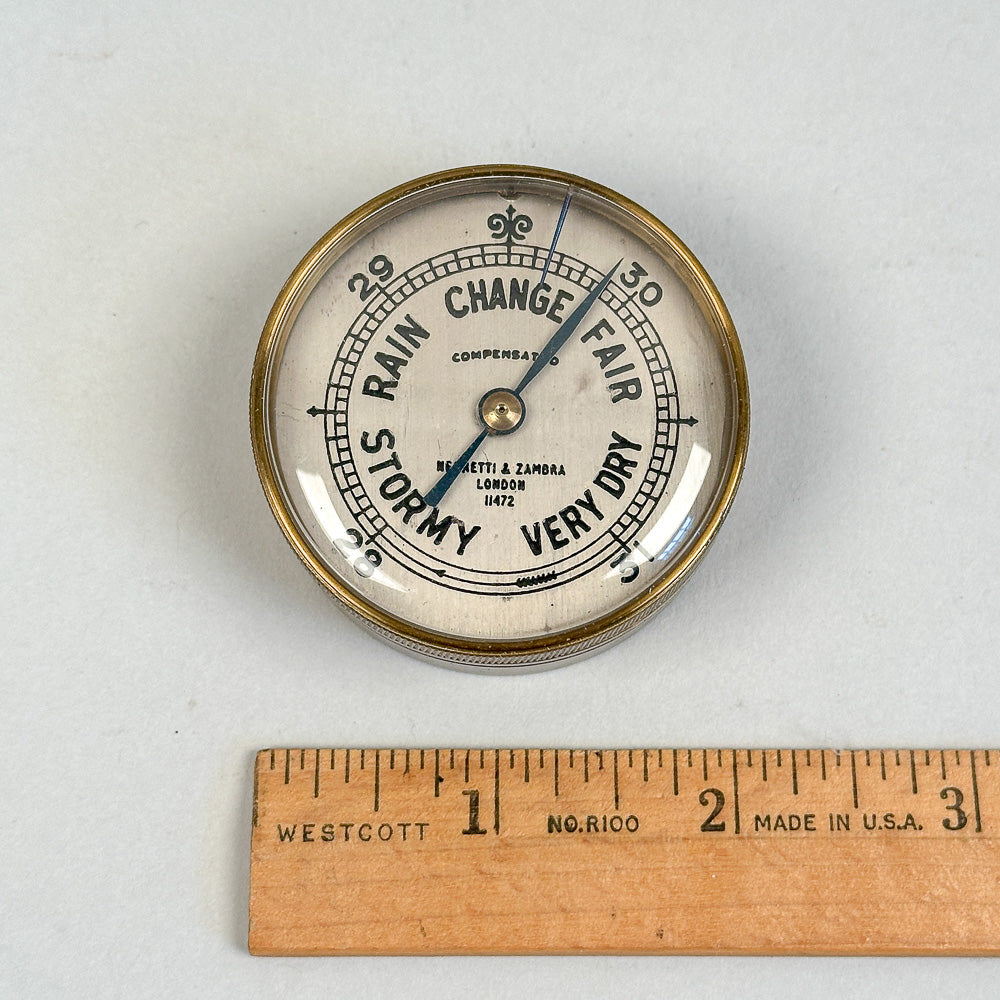 29
30
CHANGE
RAIN
FAIR
COMPENSATED
STORMY
VERY DRY
NEGRETTI & ZAMBRA
LONDON
11472
28
31
1
2
3
WESTCOTT
NO.R100
MADE IN U.S.A.